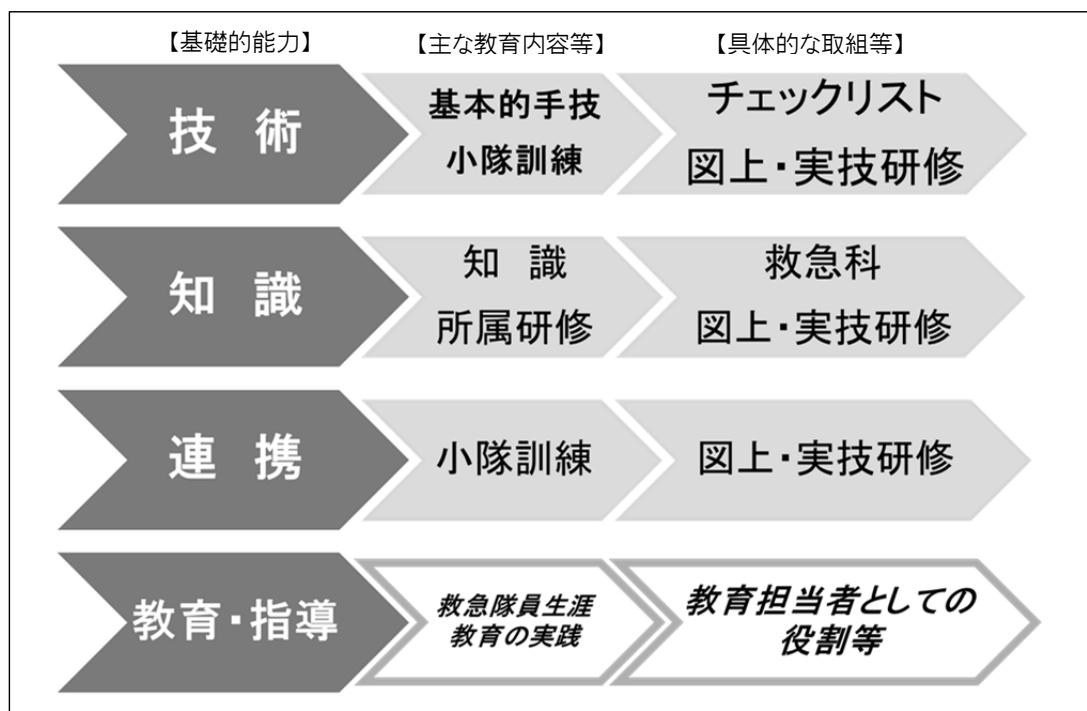 【基礎的能力】 【主な教育内容等】 【具体的な取組等】
技 術
基本的手技
小隊訓練
チェックリスト
図上・実技研修
知 識
知 識
所属研修
救急科
図上・実技研修
連 携
小隊訓練
図上・実技研修
教育・指導
救急隊員生涯
教育の実践
教育担当者としての
役割等